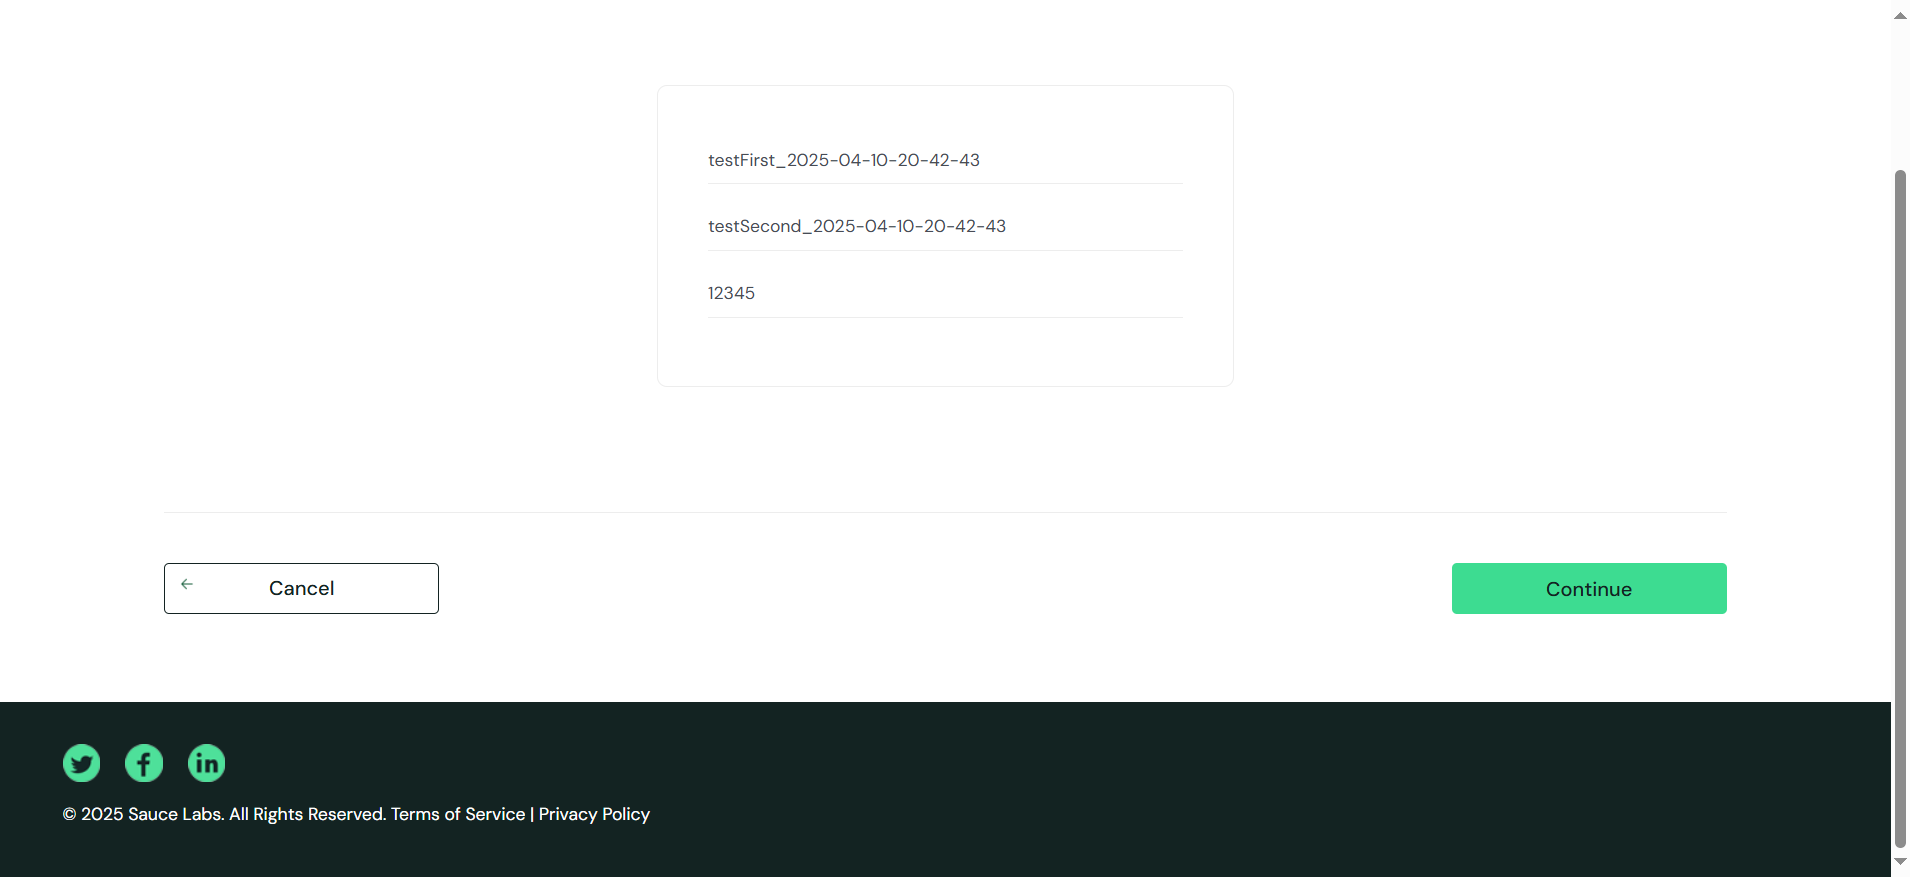 testFirst_2025-04-10-20-42-43
testSecond_2025-04-10-20-42-43
12345
Cancel
Continue
© 2025 Sauce Labs. All Rights Reserved. Terms of Service | Privacy Policy